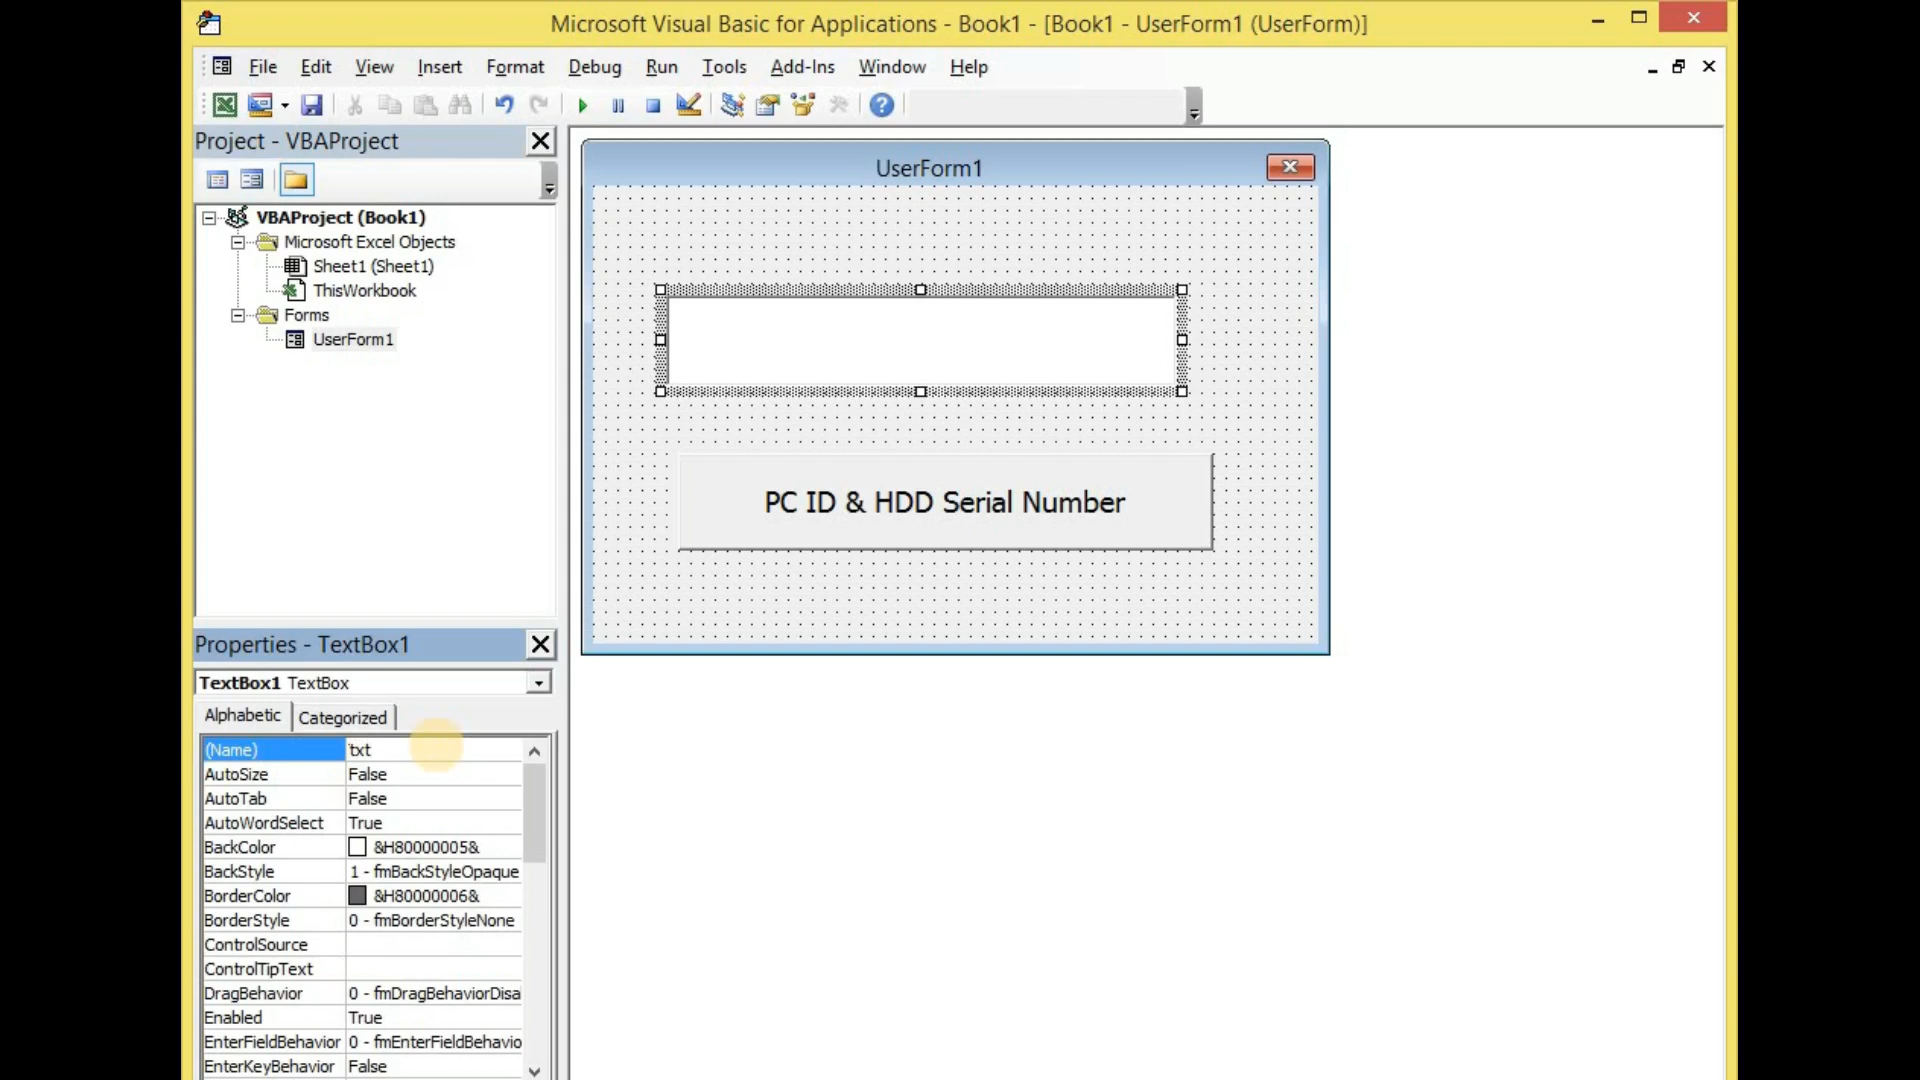 Microsoft Visual Basic for Applications - Book1 - [Book1 - UserForm1 (UserForm)]
File Edit View Insert Format Debug Run Tools Add-Ins Window Help
Project - VBAProject
VBAProject (Book1)
Microsoft Excel Objects
Sheet1 (Sheet1)
ThisWorkbook
Forms
UserForm1
UserForm1
PC ID & HDD Serial Number
Properties - TextBox1
TextBox1 TextBox
Alphabetic Categorized
(Name) txt
AutoSize False
AutoTab False
AutoWordSelect True
BackColor &H80000005&
BackStyle 1 - fmBackStyleOpaque
BorderColor &H80000006&
BorderStyle 0 - fmBorderStyleNone
ControlSource
ControlTipText
DragBehavior 0 - fmDragBehaviorDisa
Enabled True
EnterFieldBehavior 0 - fmEnterFieldBehavio
EnterKeyBehavior False